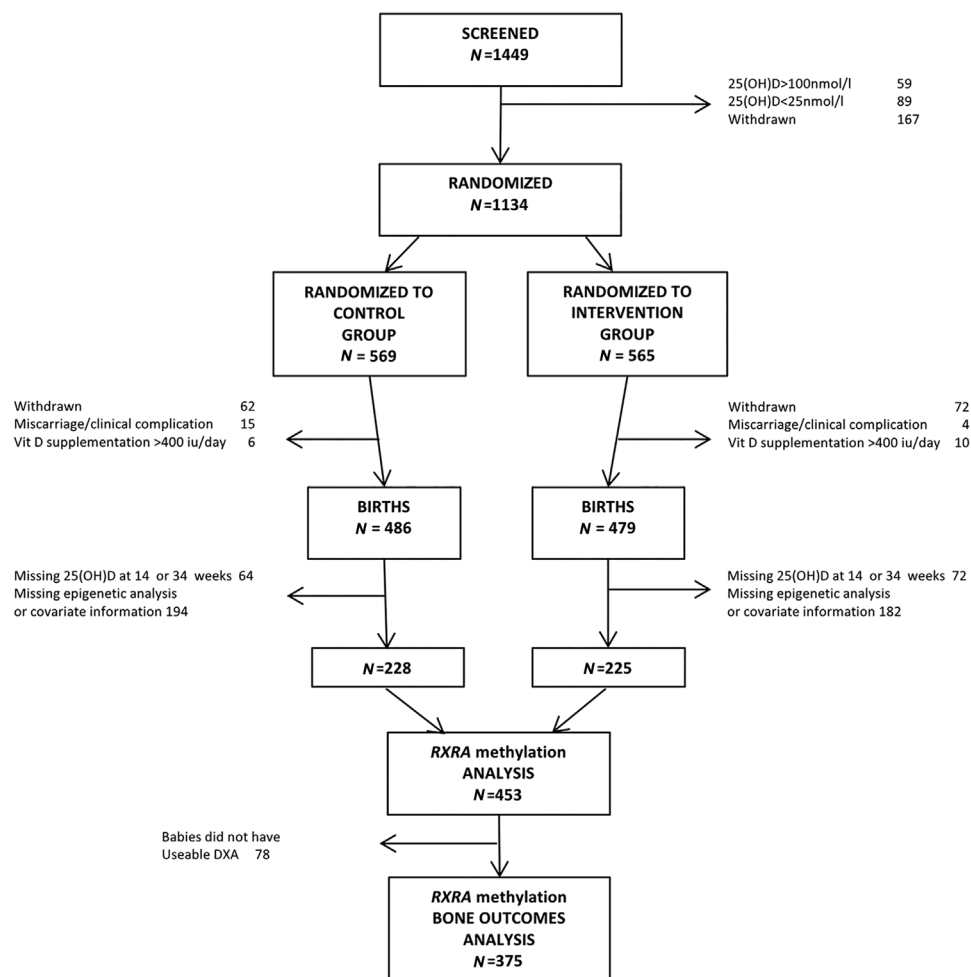 SCREENED
N=1449
25(OH)D>100nmol/l 59
25(OH)D<25nmol/l 89
Withdrawn 167
RANDOMIZED
N=1134
RANDOMIZED TO
CONTROL
GROUP
N = 569
RANDOMIZED TO
INTERVENTION
GROUP
N = 565
Withdrawn 62
Miscarriage/clinical complication 15
Vit D supplementation >400 iu/day 6
Withdrawn 72
Miscarriage/clinical complication 4
Vit D supplementation >400 iu/day 10
BIRTHS
N = 486
BIRTHS
N = 479
Missing 25(OH)D at 14 or 34 weeks 64
Missing epigenetic analysis
or covariate information 194
Missing 25(OH)D at 14 or 34 weeks 72
Missing epigenetic analysis
or covariate information 182
N=228
N=225
RXRA methylation
ANALYSIS
N=453
Babies did not have
Useable DXA 78
RXRA methylation
BONE OUTCOMES
ANALYSIS
N=375